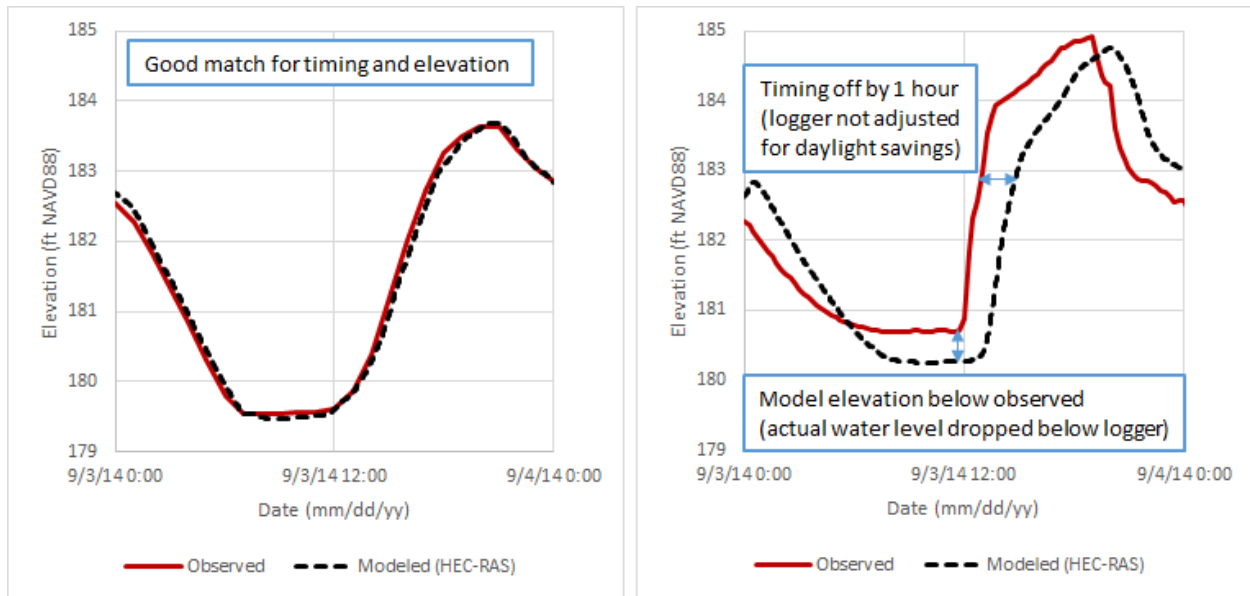 185
Good match for timing and elevation
184
183
182
181
180
179
Elevation (ft NAVD88)
9/3/14 0:00
9/3/14 12:00
9/4/14 0:00
Date (mm/dd/yy)
Observed
Modeled (HEC-RAS)
185
Timing off by 1 hour
(logger not adjusted
for daylight savings)
184
183
182
181
180
179
Elevation (ft NAVD88)
Model elevation below observed
(actual water level dropped below logger)
9/3/14 0:00
9/3/14 12:00
9/4/14 0:00
Date (mm/dd/yy)
Observed
Modeled (HEC-RAS)